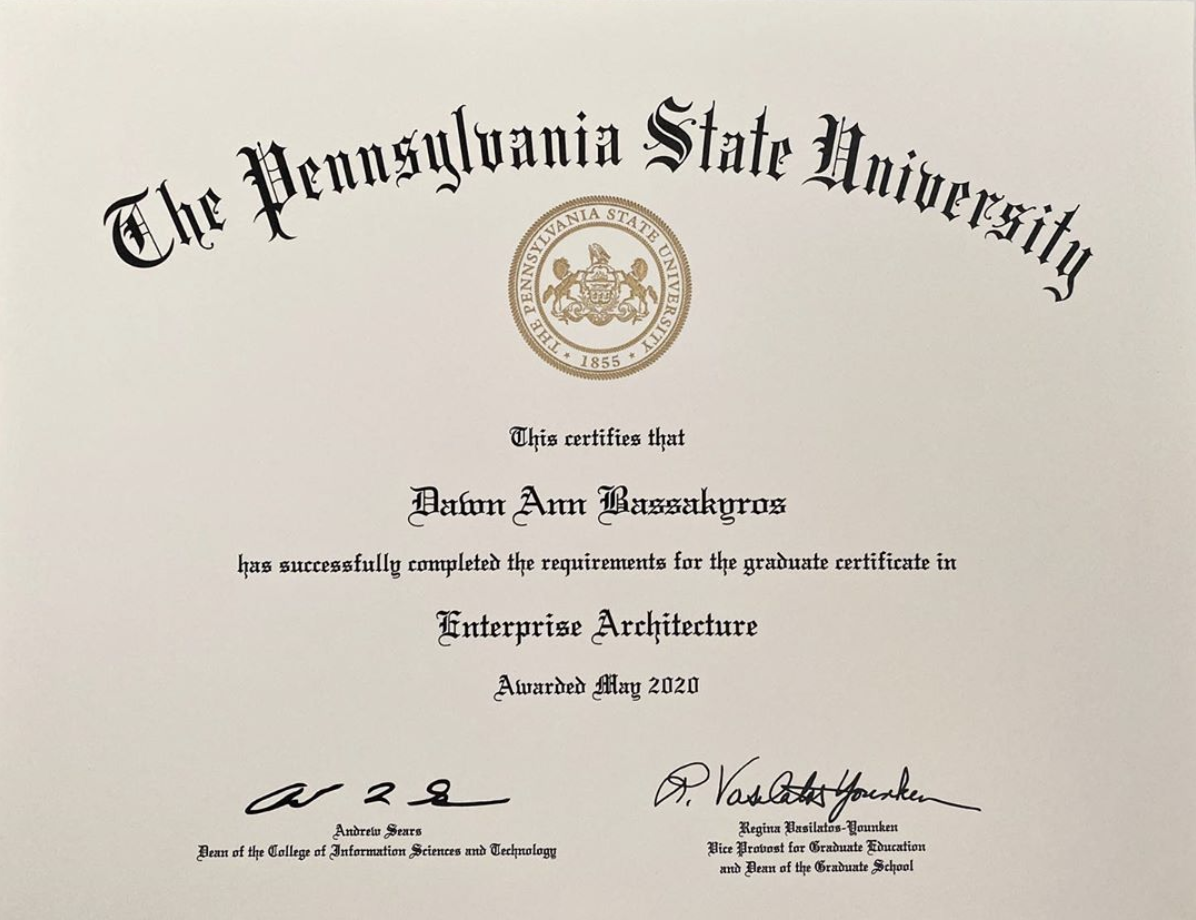 The Pennsylvania State University
THE PENNSYLVANIA STATE UNIVERSITY
* 1855 *
This certifies that
Dawn Ann Bassakyros
has successfully completed the requirements for the graduate certificate in
Enterprise Architecture
Awarded May 2020
R. Vasilatos-Younken
Andrew Sears
Dean of the College of Information Sciences and Technology
Regina Vasilatos-Younken
Vice Provost for Graduate Education
and Dean of the Graduate School